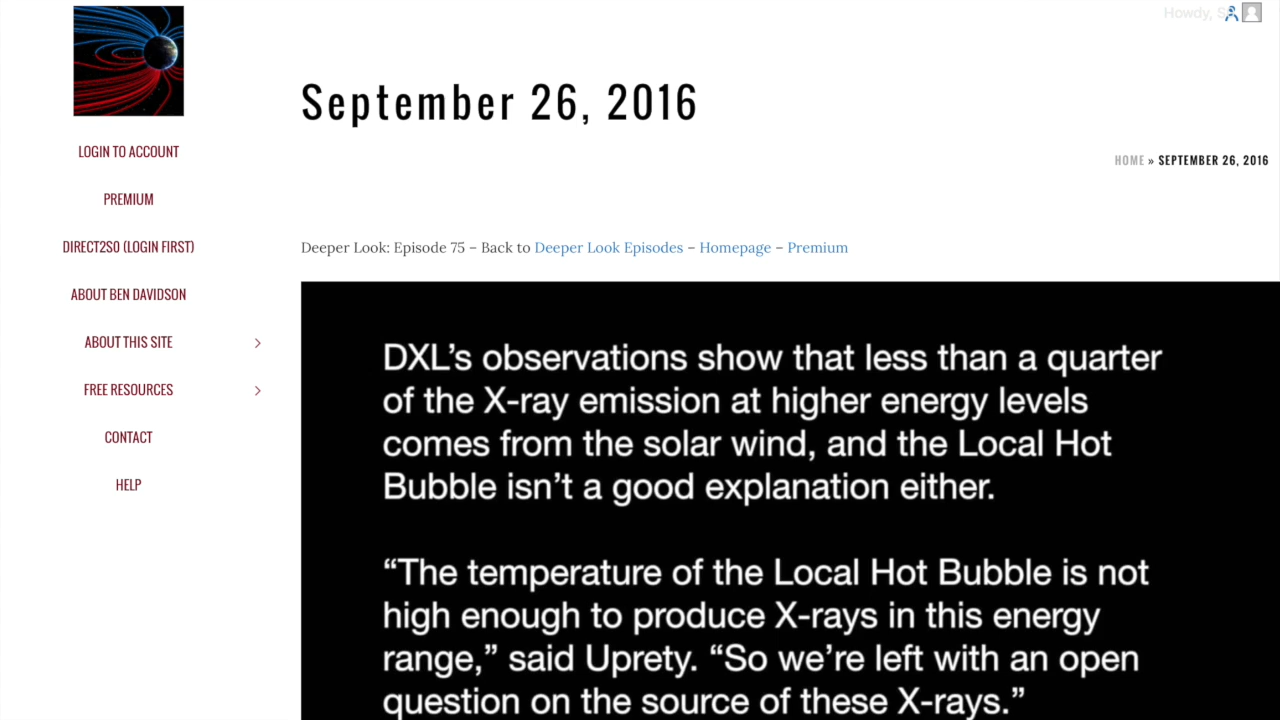 Howdy, S
September 26, 2016
HOME » SEPTEMBER 26, 2016
LOGIN TO ACCOUNT
PREMIUM
DIRECT2S0 (LOGIN FIRST)
ABOUT BEN DAVIDSON
ABOUT THIS SITE
FREE RESOURCES
CONTACT
HELP
Deeper Look: Episode 75 – Back to Deeper Look Episodes – Homepage – Premium
DXL’s observations show that less than a quarter
of the X-ray emission at higher energy levels
comes from the solar wind, and the Local Hot
Bubble isn’t a good explanation either.
“The temperature of the Local Hot Bubble is not
high enough to produce X-rays in this energy
range,” said Uprety. “So we’re left with an open
question on the source of these X-rays.”